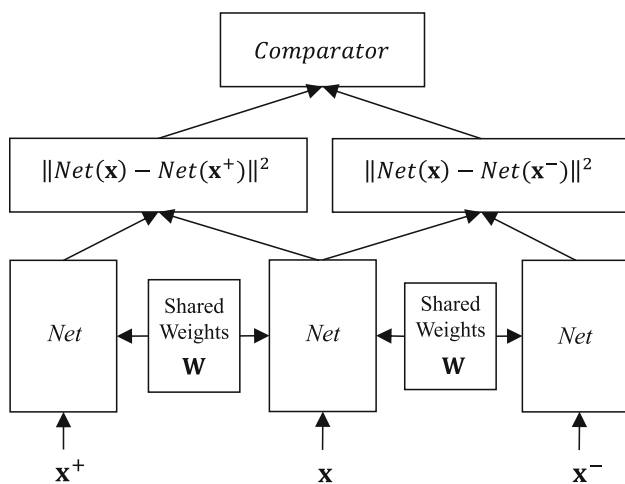 Comparator
‖Net(𝐱) − Net(𝐱⁺)‖²
‖Net(𝐱) − Net(𝐱⁻)‖²
Net
Shared
Weights
𝐖
Net
Shared
Weights
𝐖
Net
𝐱⁺
𝐱
𝐱⁻